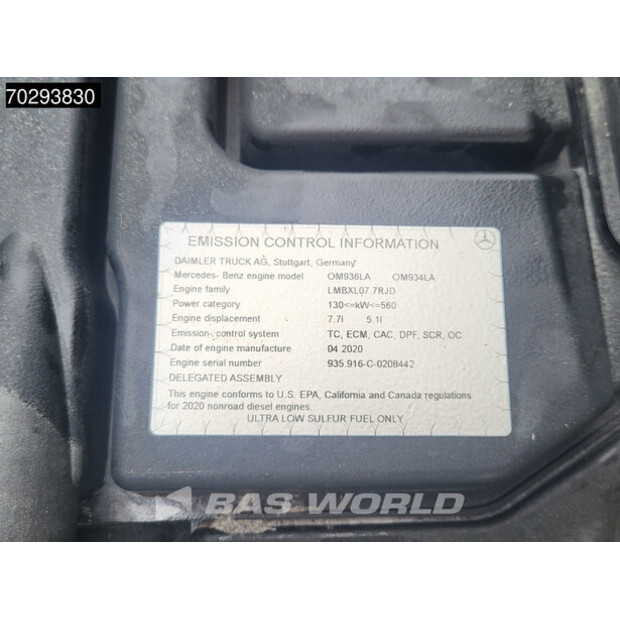 70293830
EMISSION CONTROL INFORMATION
DAIMLER TRUCK AG, Stuttgart, Germany
Mercedes- Benz engine model OM936LA OM934LA
Engine family LMBXL07.7RJD
Power category 130<=kW<=560
Engine displacement 7.7l 5.1l
Emission- control system TC, ECM, CAC, DPF, SCR, OC
Date of engine manufacture 04 2020
Engine serial number 935.916-C-0208442
DELEGATED ASSEMBLY
This engine conforms to U.S. EPA, California and Canada regulations
for 2020 nonroad diesel engines.
ULTRA LOW SULFUR FUEL ONLY
BAS WORLD